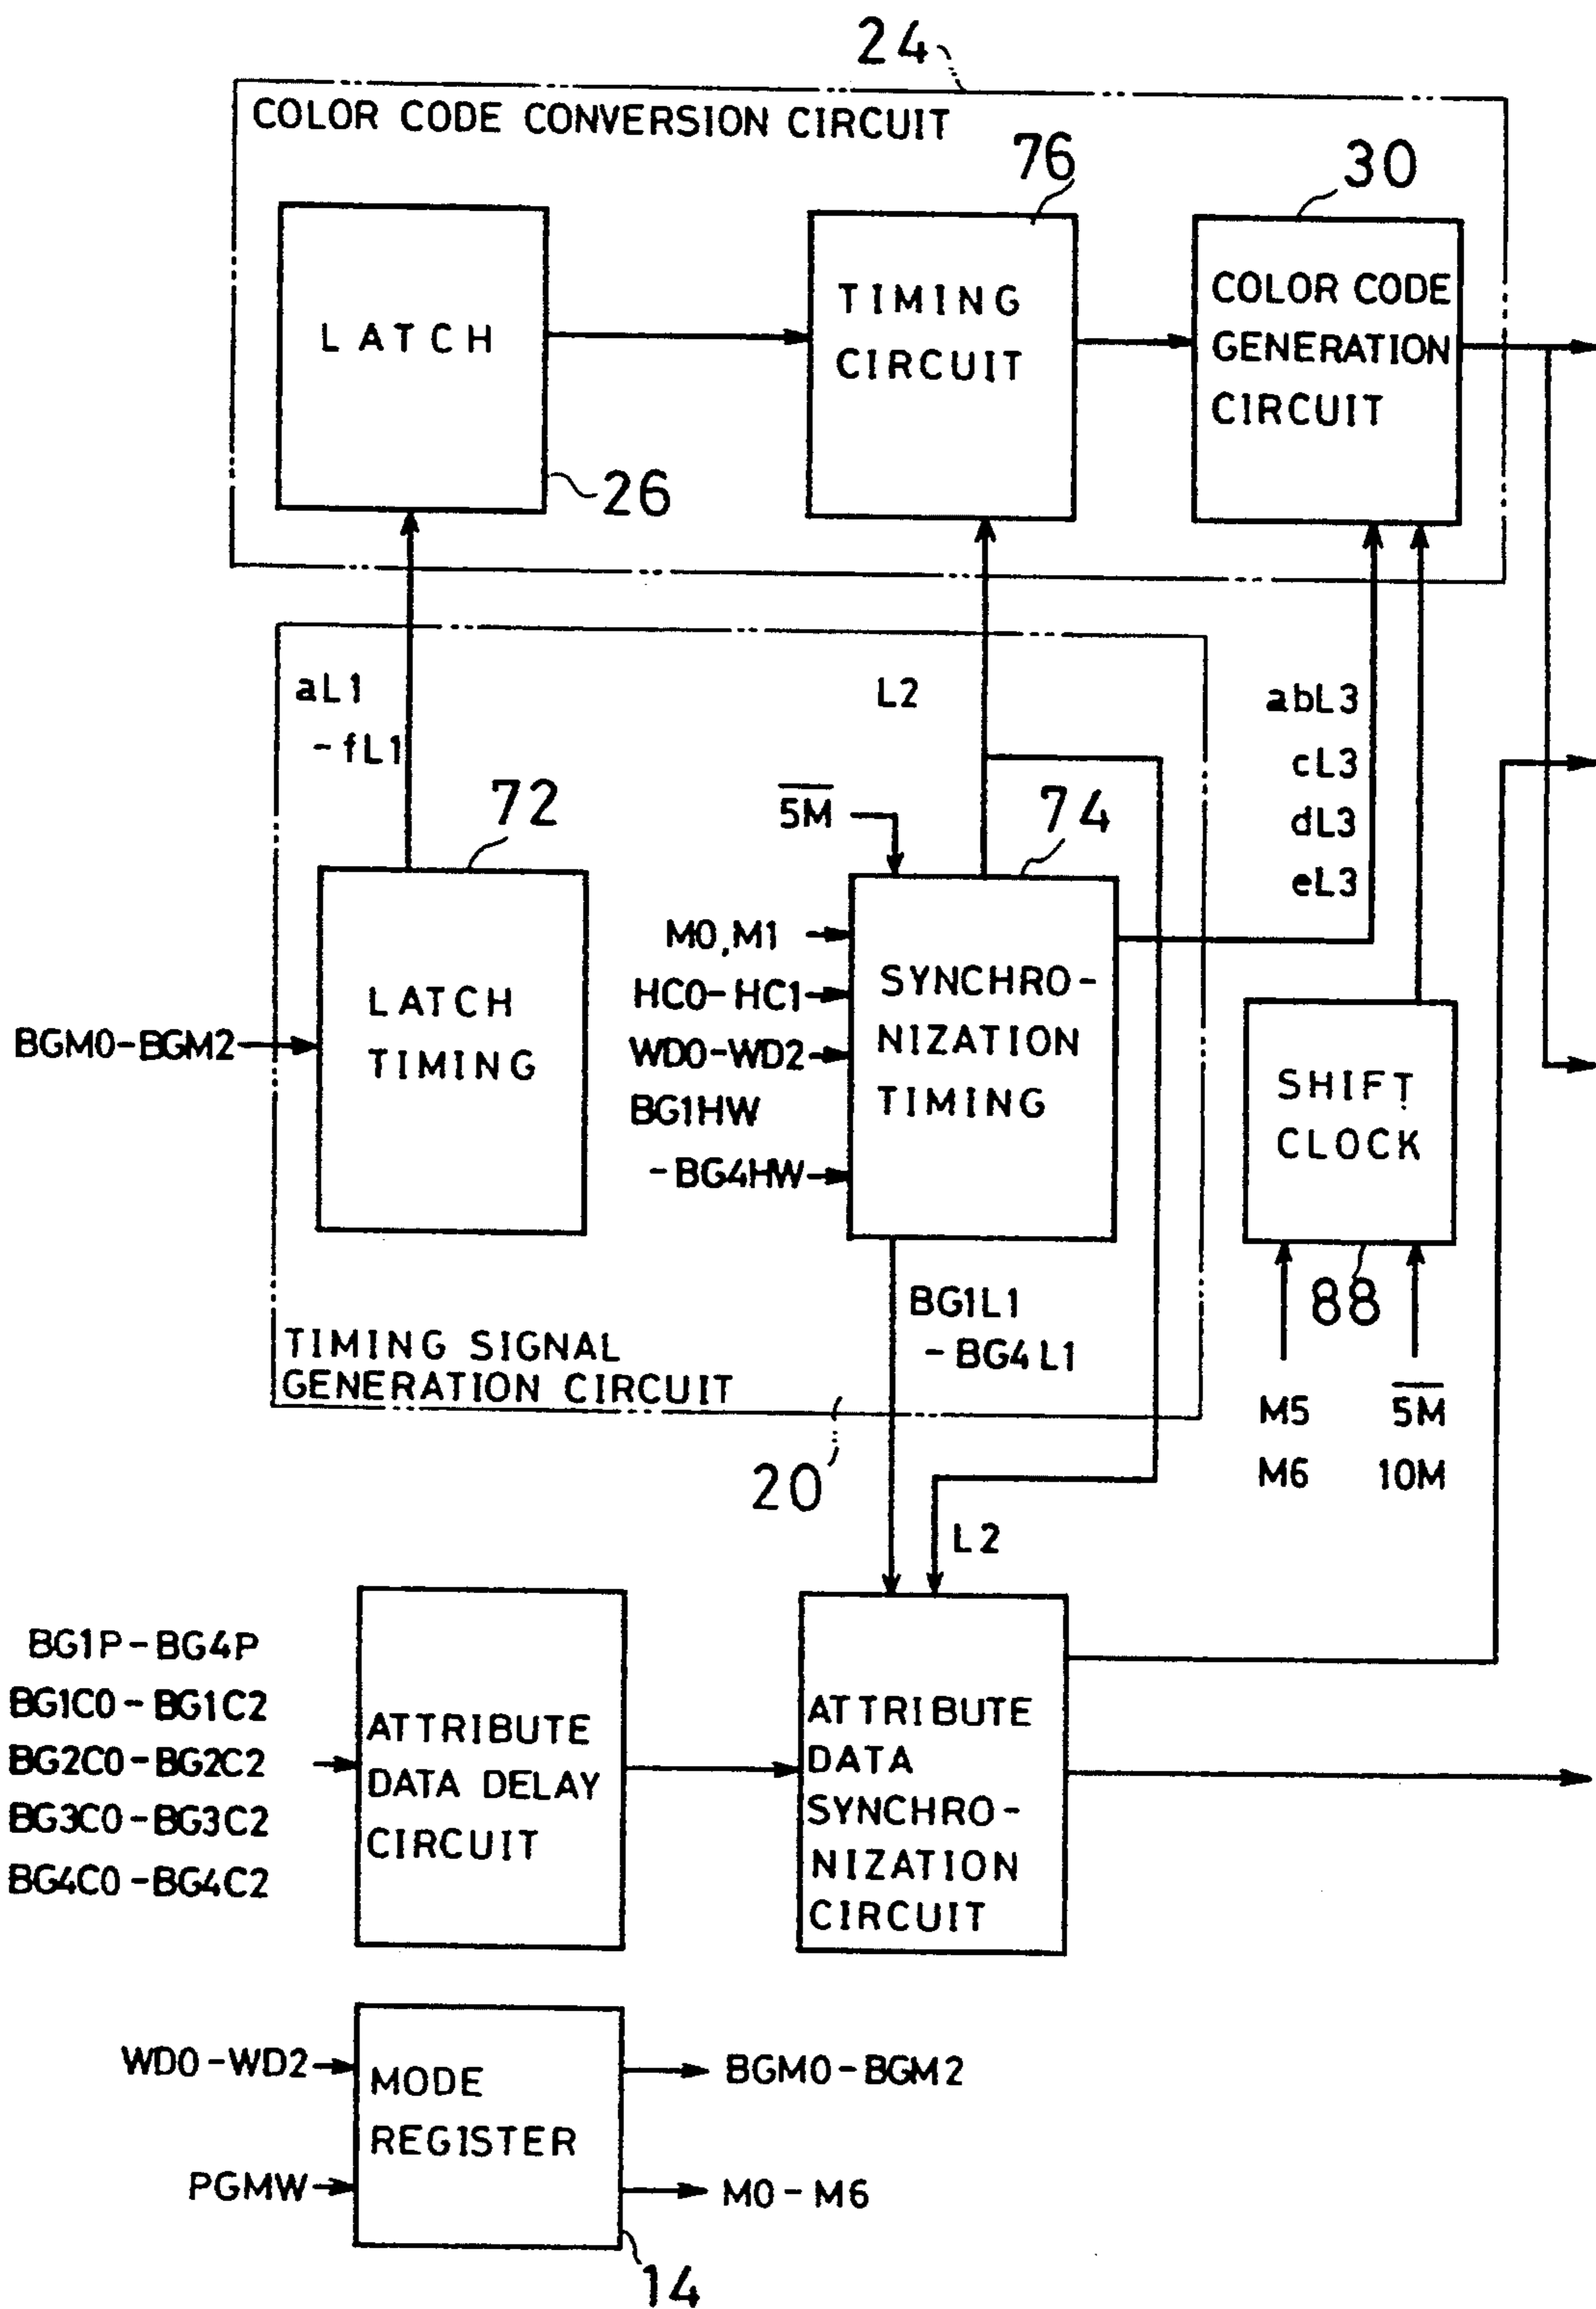 24
COLOR CODE CONVERSION CIRCUIT
76
30
LATCH
TIMING
CIRCUIT
COLOR CODE
GENERATION
CIRCUIT
26
aL1
-fL1
L2
abL3
cL3
dL3
eL3
72
5M
74
LATCH
TIMING
BGM0-BGM2
M0,M1
HC0-HC1
WD0-WD2
BG1HW
-BG4HW
SYNCHRO-
NIZATION
TIMING
SHIFT
CLOCK
88
BG1L1
-BG4L1
TIMING SIGNAL
GENERATION CIRCUIT
20
M5
M6
5M
10M
L2
BG1P-BG4P
BG1C0-BG1C2
BG2C0-BG2C2
BG3C0-BG3C2
BG4C0-BG4C2
ATTRIBUTE
DATA DELAY
CIRCUIT
ATTRIBUTE
DATA
SYNCHRO-
NIZATION
CIRCUIT
WD0-WD2
PGMW
MODE
REGISTER
BGM0-BGM2
M0-M6
14